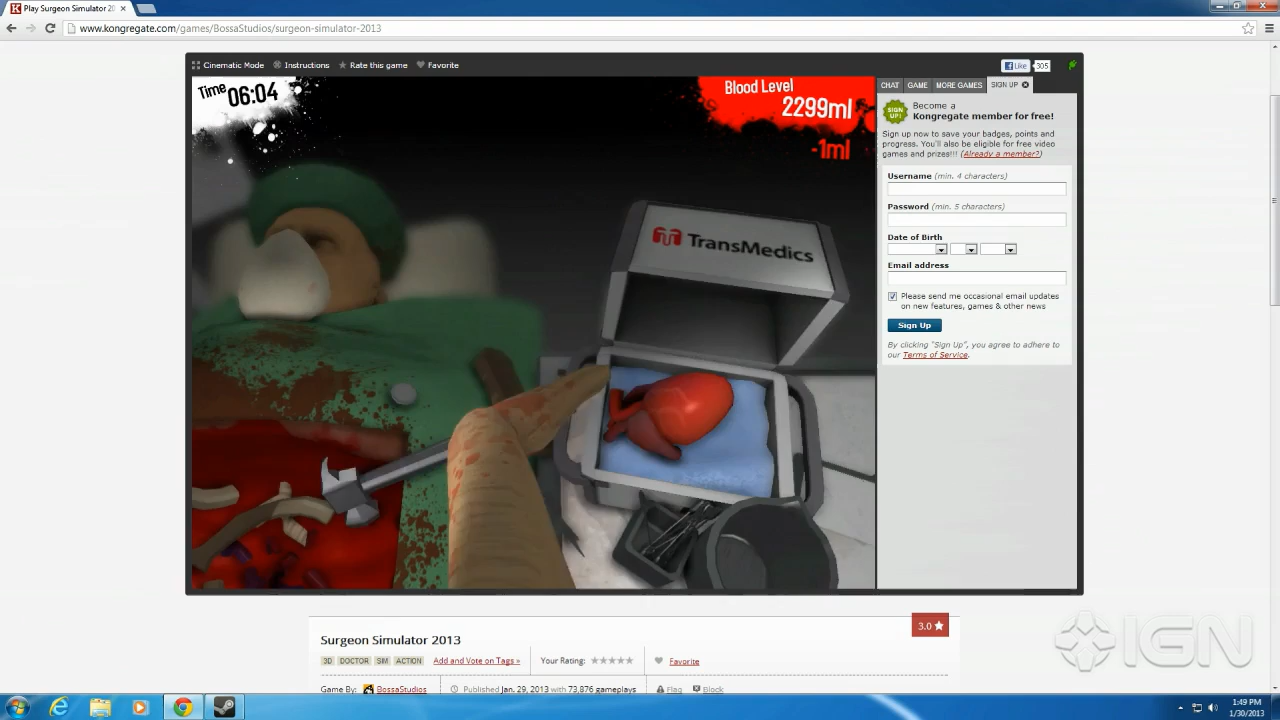 Play Surgeon Simulator 20
www.kongregate.com/games/BossaStudios/surgeon-simulator-2013
Cinematic Mode Instructions Rate this game Favorite
Like 305
Time 06:04
Blood Level
2299ml
-1ml
TransMedics
CHAT GAME MORE GAMES SIGN UP
SIGN UP!
Become a
Kongregate member for free!
Sign up now to save your badges, points and
progress. You'll also be eligible for free video
games and prizes!!! (Already a member?)
Username (min. 4 characters)
Password (min. 5 characters)
Date of Birth
Email address
Please send me occasional email updates
on new features, games & other news
Sign Up
By clicking "Sign Up", you agree to adhere to
our Terms of Service.
Surgeon Simulator 2013
3.0
3D DOCTOR SIM ACTION Add and Vote on Tags » Your Rating: Favorite
Game By: BossaStudios Published Jan. 29, 2013 with 73,876 gameplays Flag Block
IGN
1:49 PM
1/30/2013